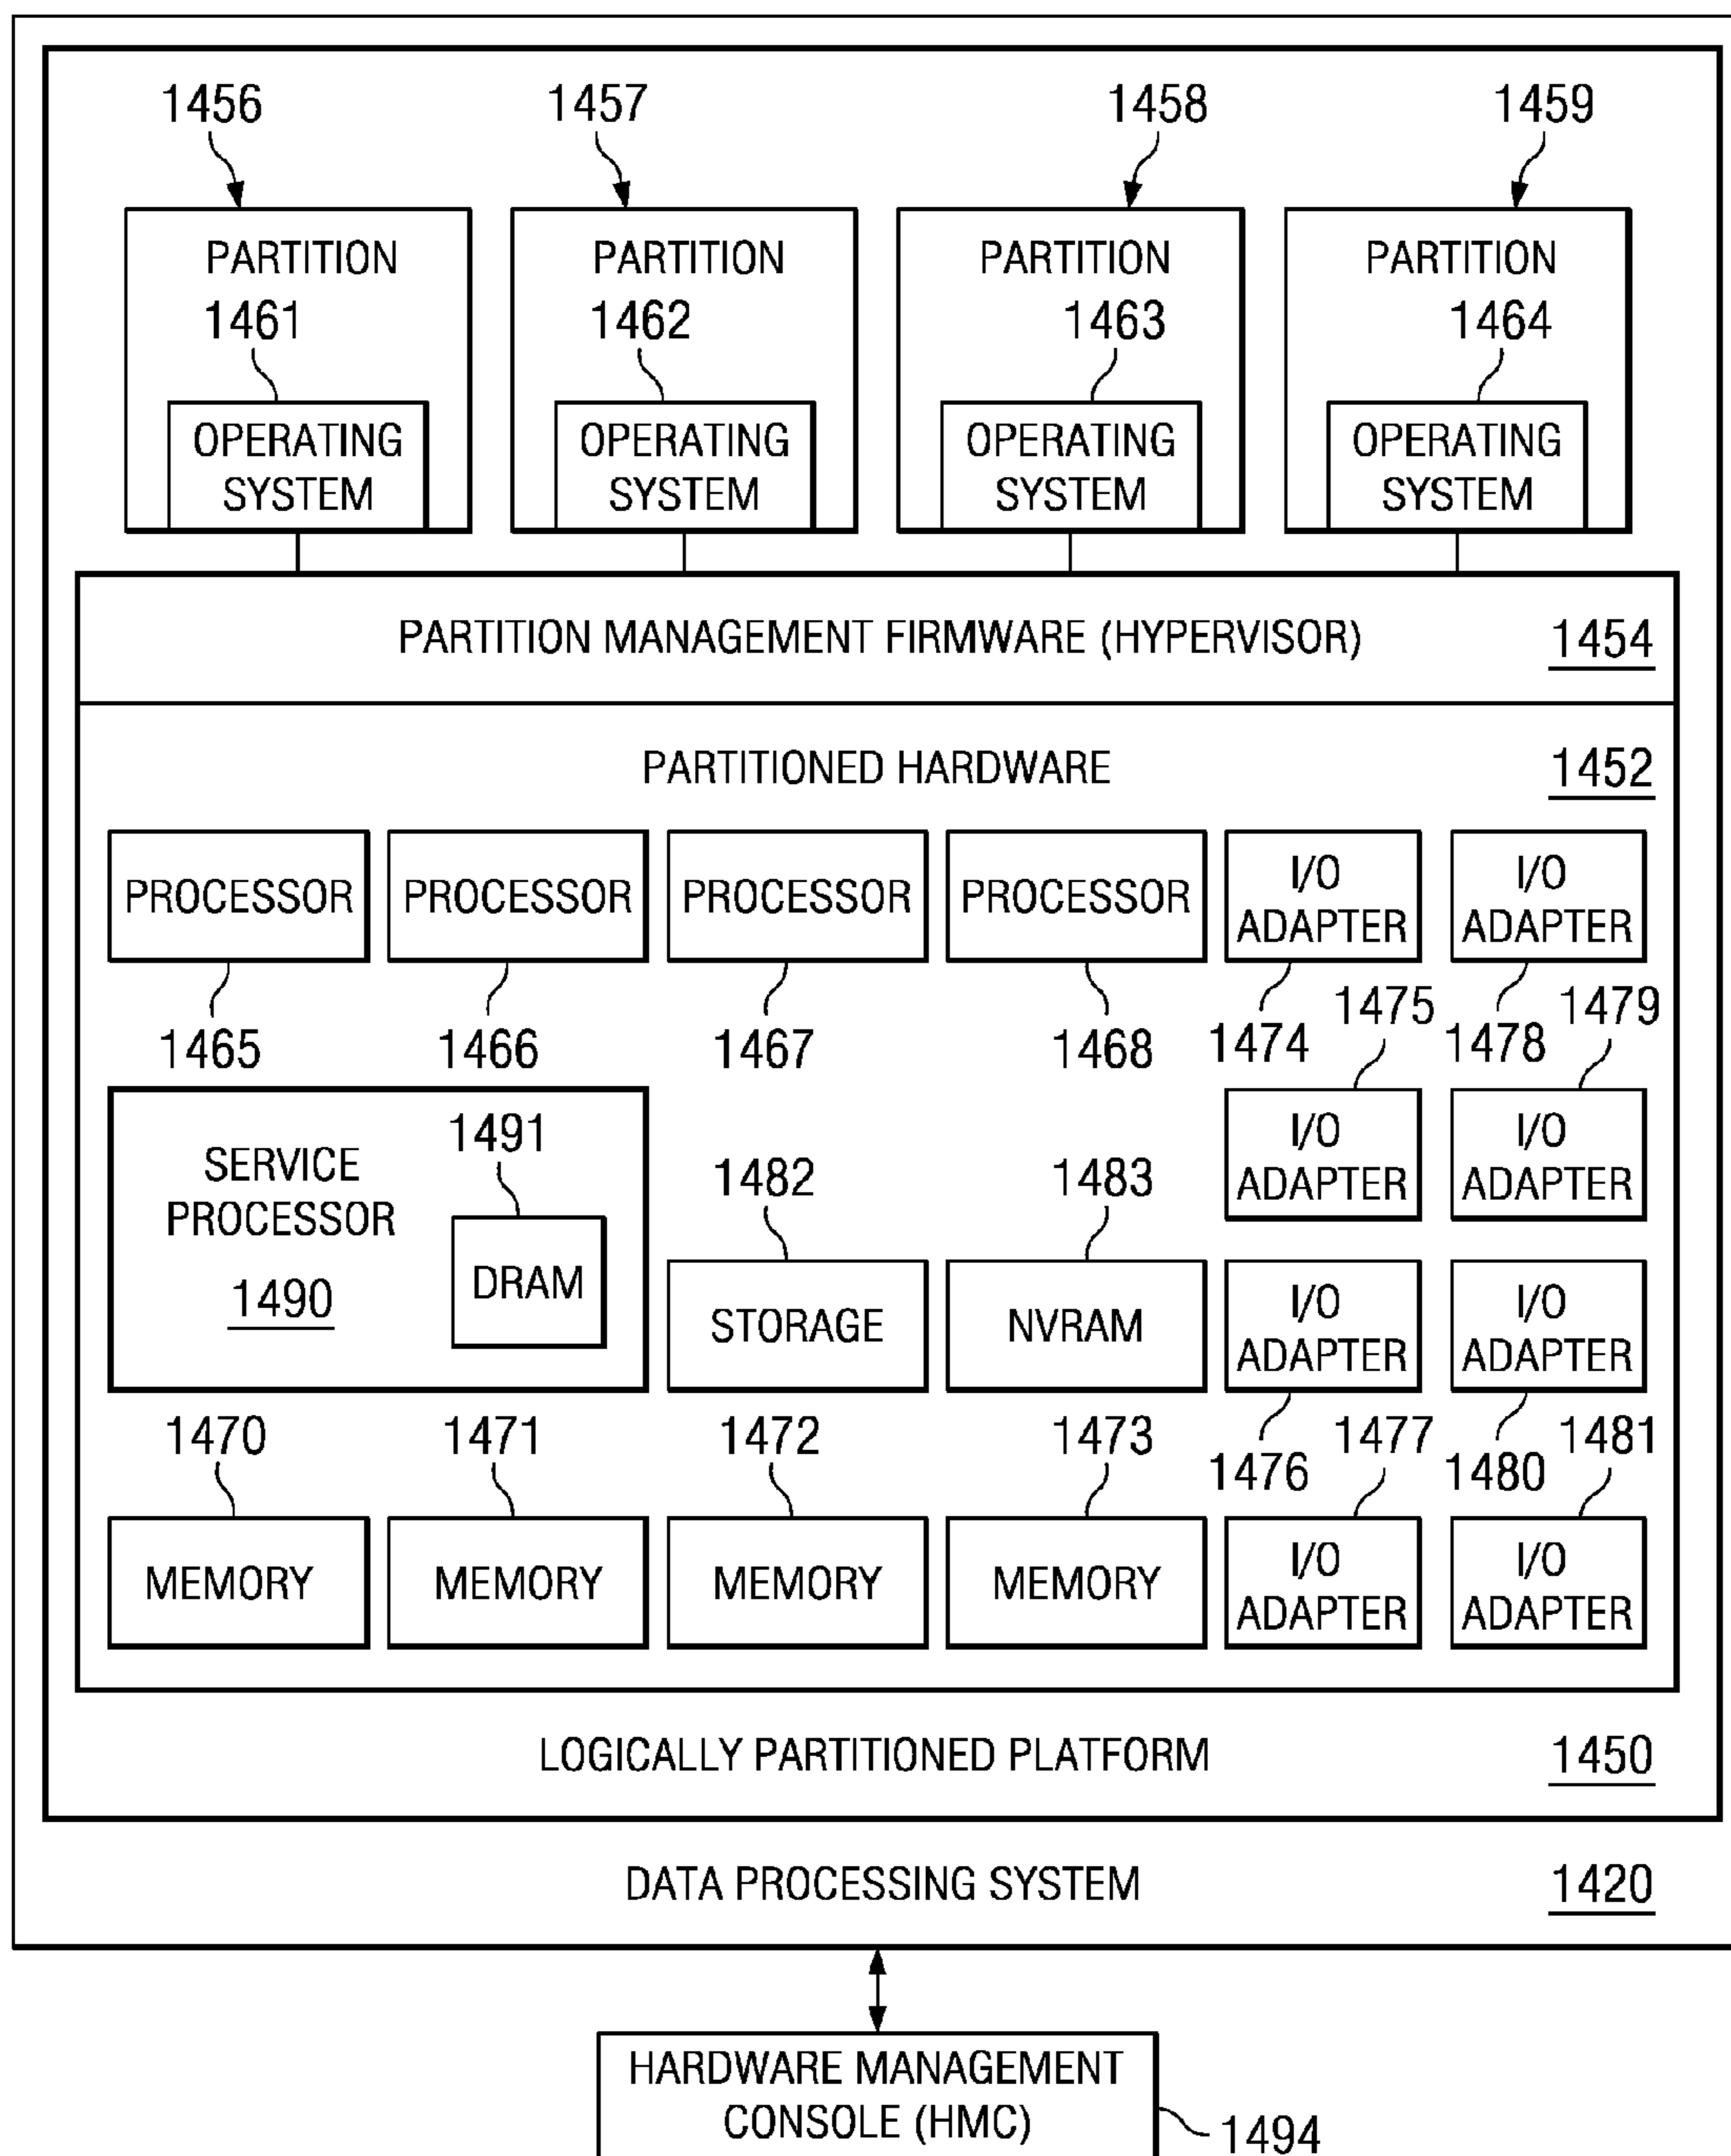 1456 1457 1458 1459
PARTITION PARTITION PARTITION PARTITION
1461 1462 1463 1464
OPERATING OPERATING OPERATING OPERATING
SYSTEM SYSTEM SYSTEM SYSTEM
PARTITION MANAGEMENT FIRMWARE (HYPERVISOR) 1454
PARTITIONED HARDWARE 1452
I/O I/O
PROCESSOR PROCESSOR PROCESSOR PROCESSOR
ADAPTER ADAPTER
1475 1479
1465 1466 1467 1468 1474 1478
1491
I/O I/O
SERVICE 1482 1483
ADAPTER ADAPTER
PROCESSOR
DRAM
1490
I/O I/O
STORAGE NVRAM
ADAPTER ADAPTER
1470 1471 1472 1473 1477 1481
1476 1480
I/O I/O
MEMORY MEMORY MEMORY MEMORY
ADAPTER ADAPTER
LOGICALLY PARTITIONED PLATFORM 1450
DATA PROCESSING SYSTEM 1420
HARDWARE MANAGEMENT
CONSOLE (HMC)
1494